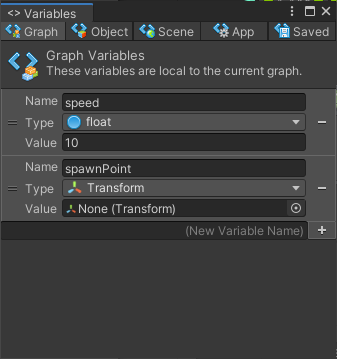 <> Variables
Graph Object Scene App Saved
Graph Variables
These variables are local to the current graph.
Name speed
Type float
Value 10
Name spawnPoint
Type Transform
Value None (Transform)
(New Variable Name) +